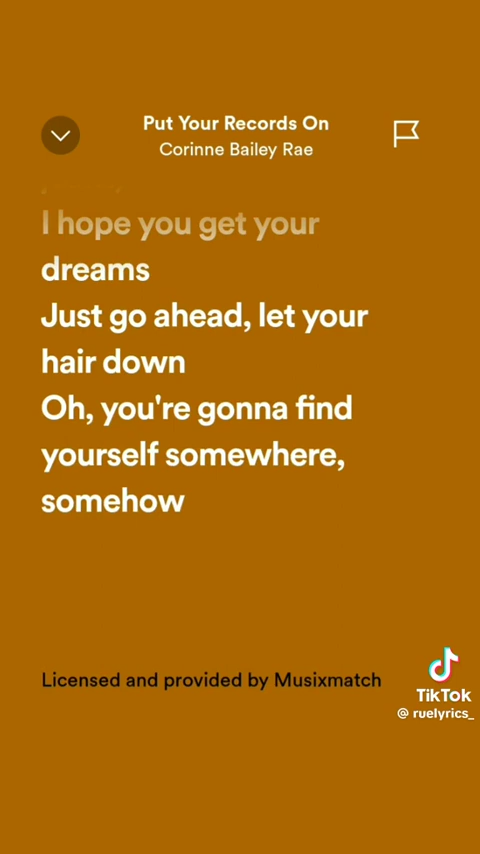 Put Your Records On
Corinne Bailey Rae
I hope you get your
dreams
Just go ahead, let your
hair down
Oh, you're gonna find
yourself somewhere,
somehow
Licensed and provided by Musixmatch
TikTok
@ ruelyrics_